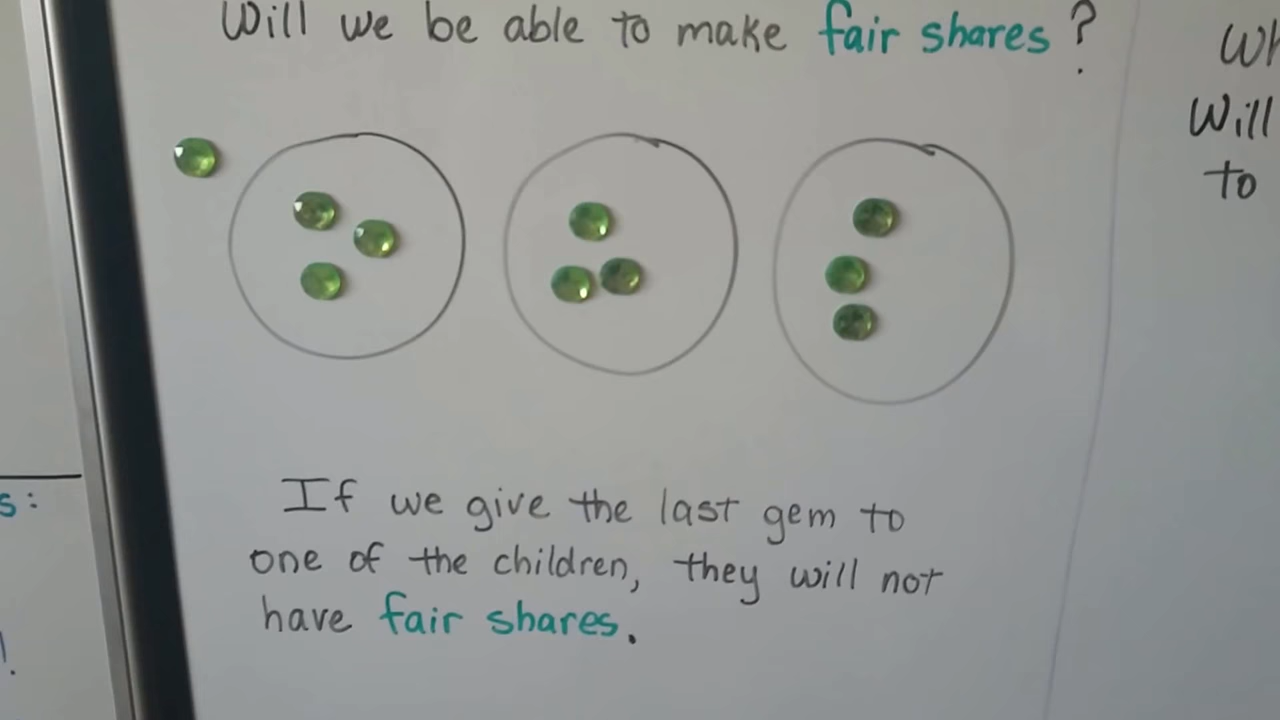 Will we be able to make fair shares?
If we give the last gem to
one of the children, they will not
have fair shares.
Will
to
s: